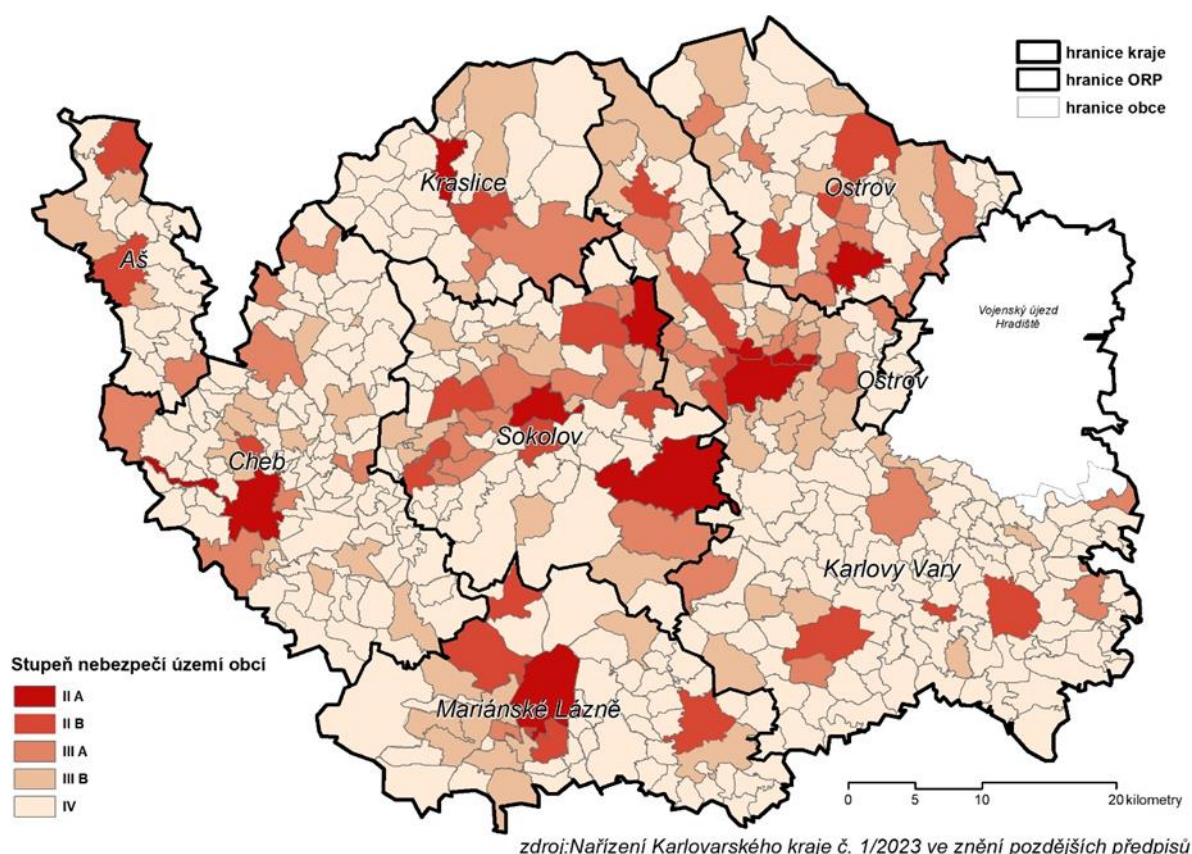 hranice kraje
hranice ORP
hranice obce
Kraslice
Ostrov
Aš
Vojenský újezd
Hradiště
Ostrov
Sokolov
Cheb
Karlovy Vary
Mariánské Lázně
Stupeň nebezpečí území obcí
II A
II B
III A
III B
IV
0 5 10 20 kilometry
zdroj:Nařízení Karlovarského kraje č. 1/2023 ve znění pozdějších předpisů